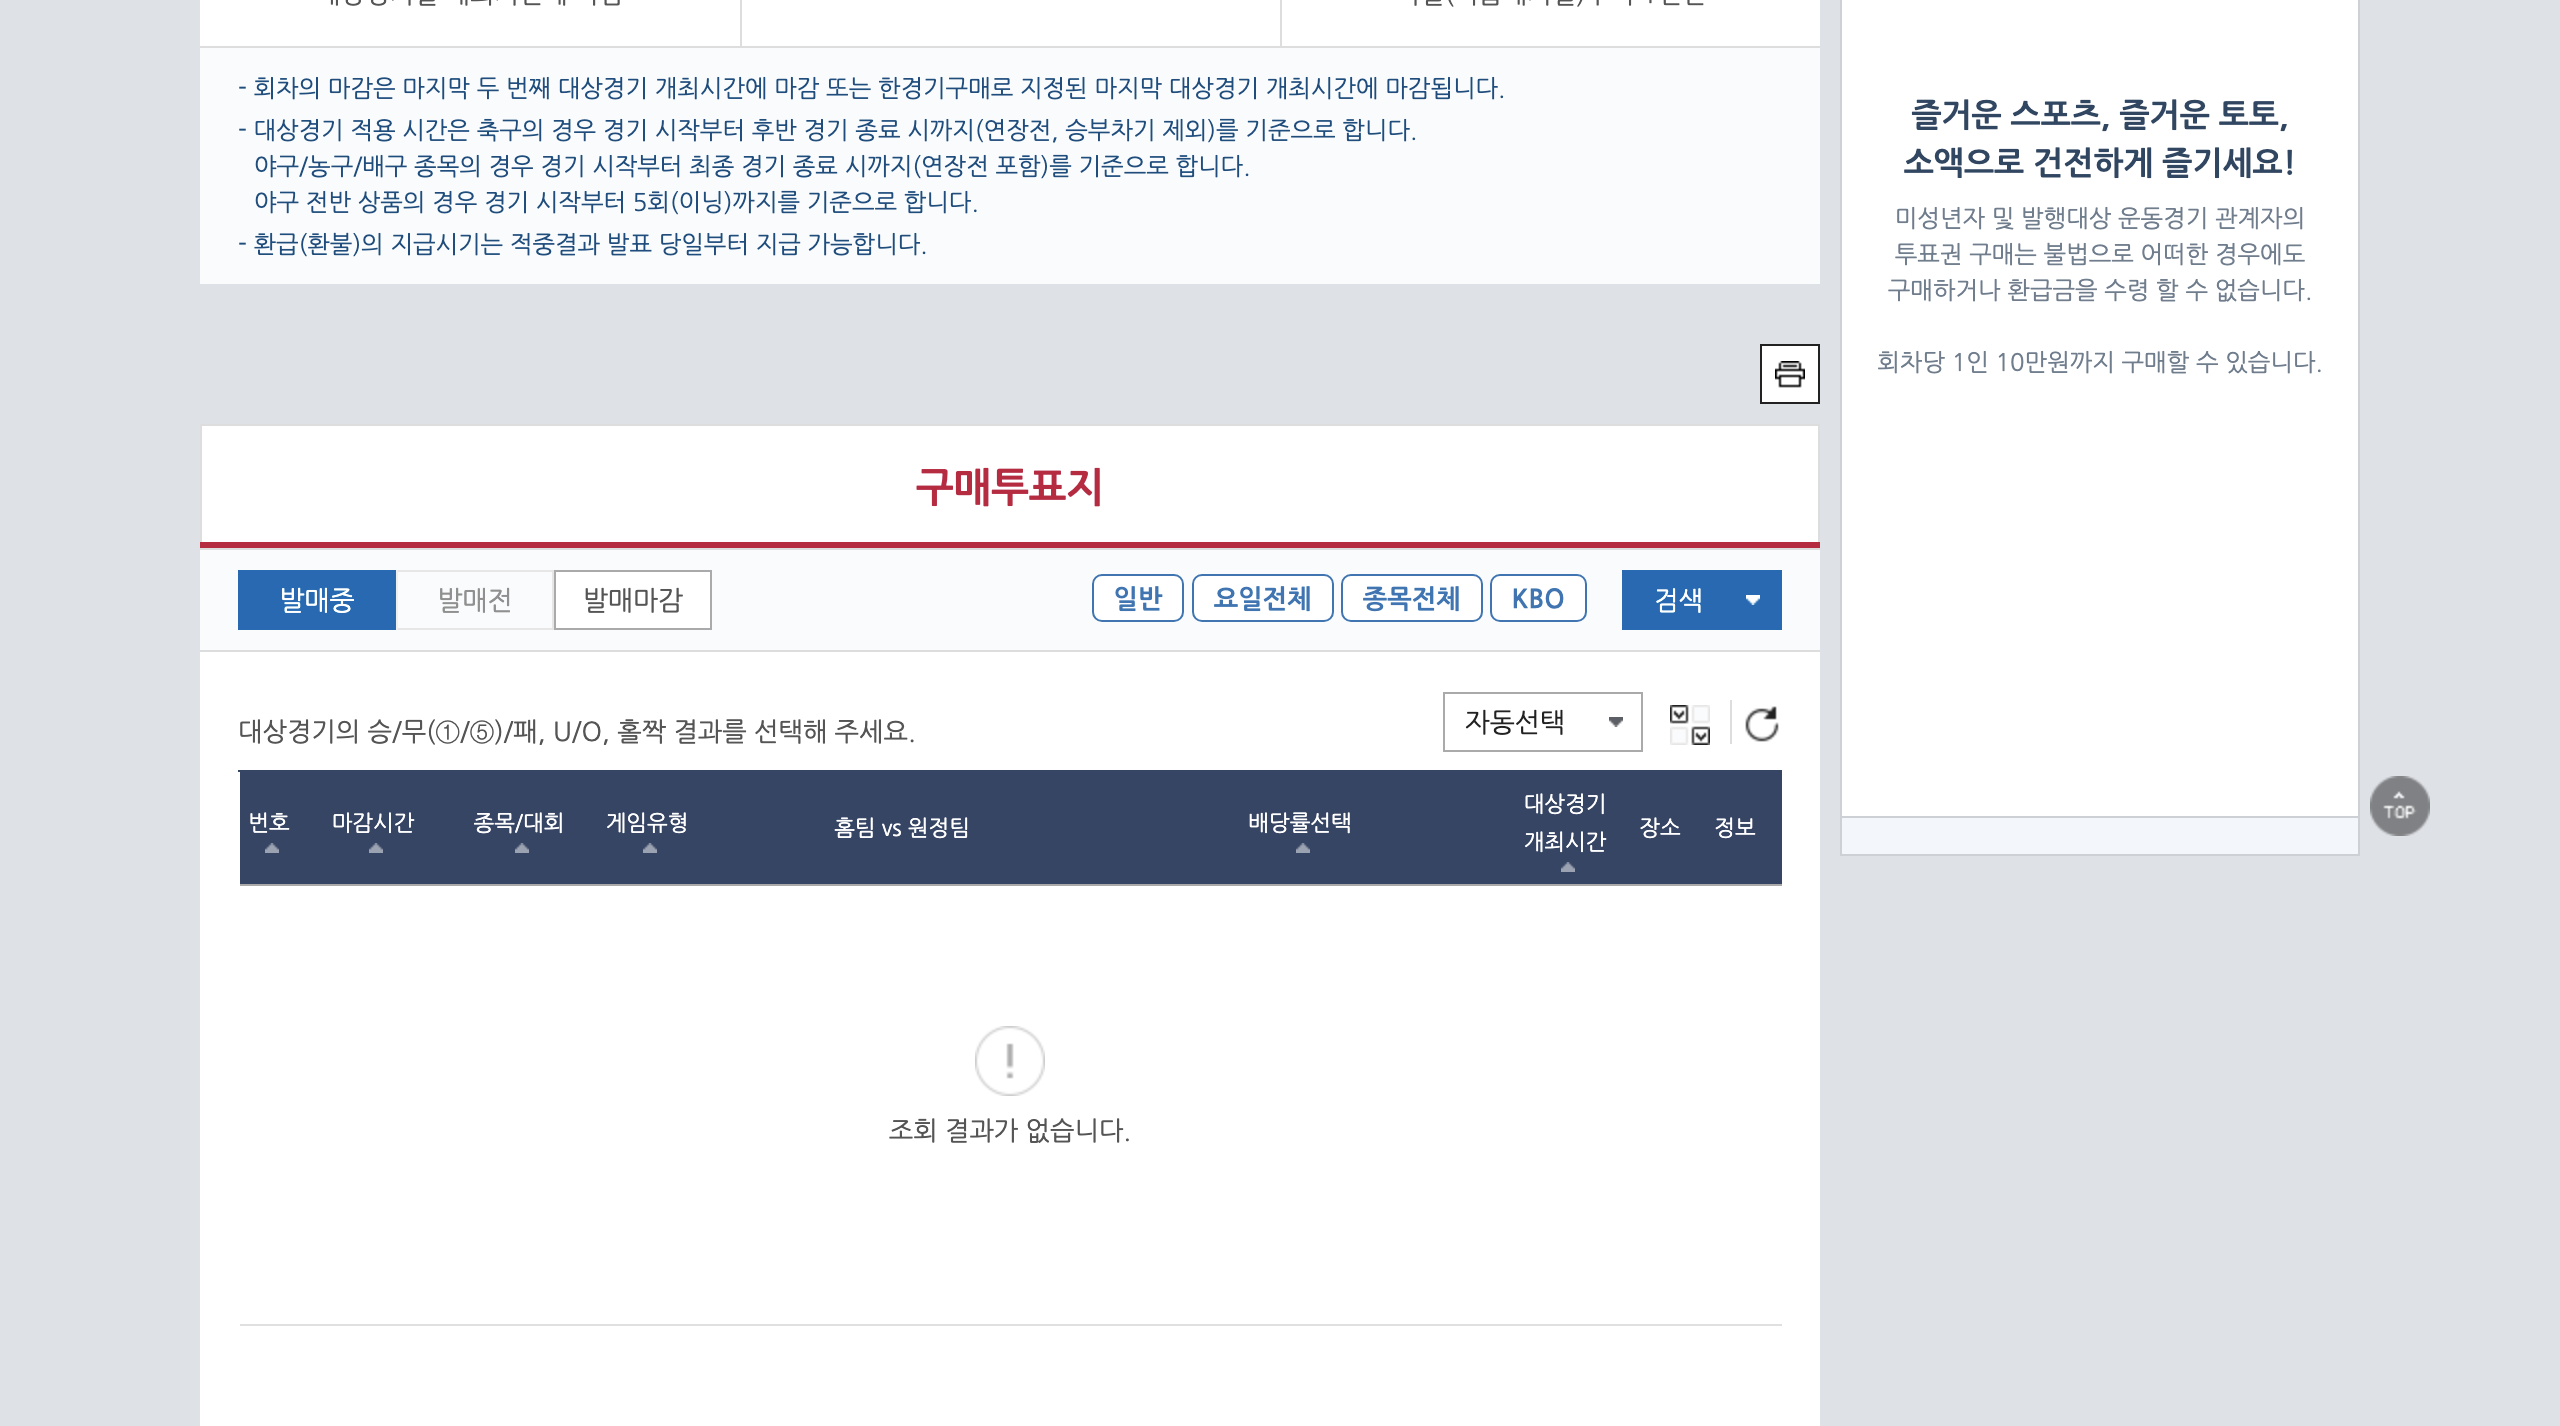 - 회차의 마감은 마지막 두 번째 대상경기 개최시간에 마감 또는 한경기구매로 지정된 마지막 대상경기 개최시간에 마감됩니다.
- 대상경기 적용 시간은 축구의 경우 경기 시작부터 후반 경기 종료 시까지(연장전, 승부차기 제외)를 기준으로 합니다.
야구/농구/배구 종목의 경우 경기 시작부터 최종 경기 종료 시까지(연장전 포함)를 기준으로 합니다.
야구 전반 상품의 경우 경기 시작부터 5회(이닝)까지를 기준으로 합니다.
- 환급(환불)의 지급시기는 적중결과 발표 당일부터 지급 가능합니다.
즐거운 스포츠, 즐거운 토토,
소액으로 건전하게 즐기세요!
미성년자 및 발행대상 운동경기 관계자의
투표권 구매는 불법으로 어떠한 경우에도
구매하거나 환급금을 수령 할 수 없습니다.
회차당 1인 10만원까지 구매할 수 있습니다.
구매투표지
발매중 발매전 발매마감 일반 요일전체 종목전체 KBO 검색
대상경기의 승/무(①/⑤)/패, U/O, 홀짝 결과를 선택해 주세요. 자동선택
번호 마감시간 종목/대회 게임유형 홈팀 vs 원정팀 배당률선택 대상경기 개최시간 장소 정보
조회 결과가 없습니다.
TOP